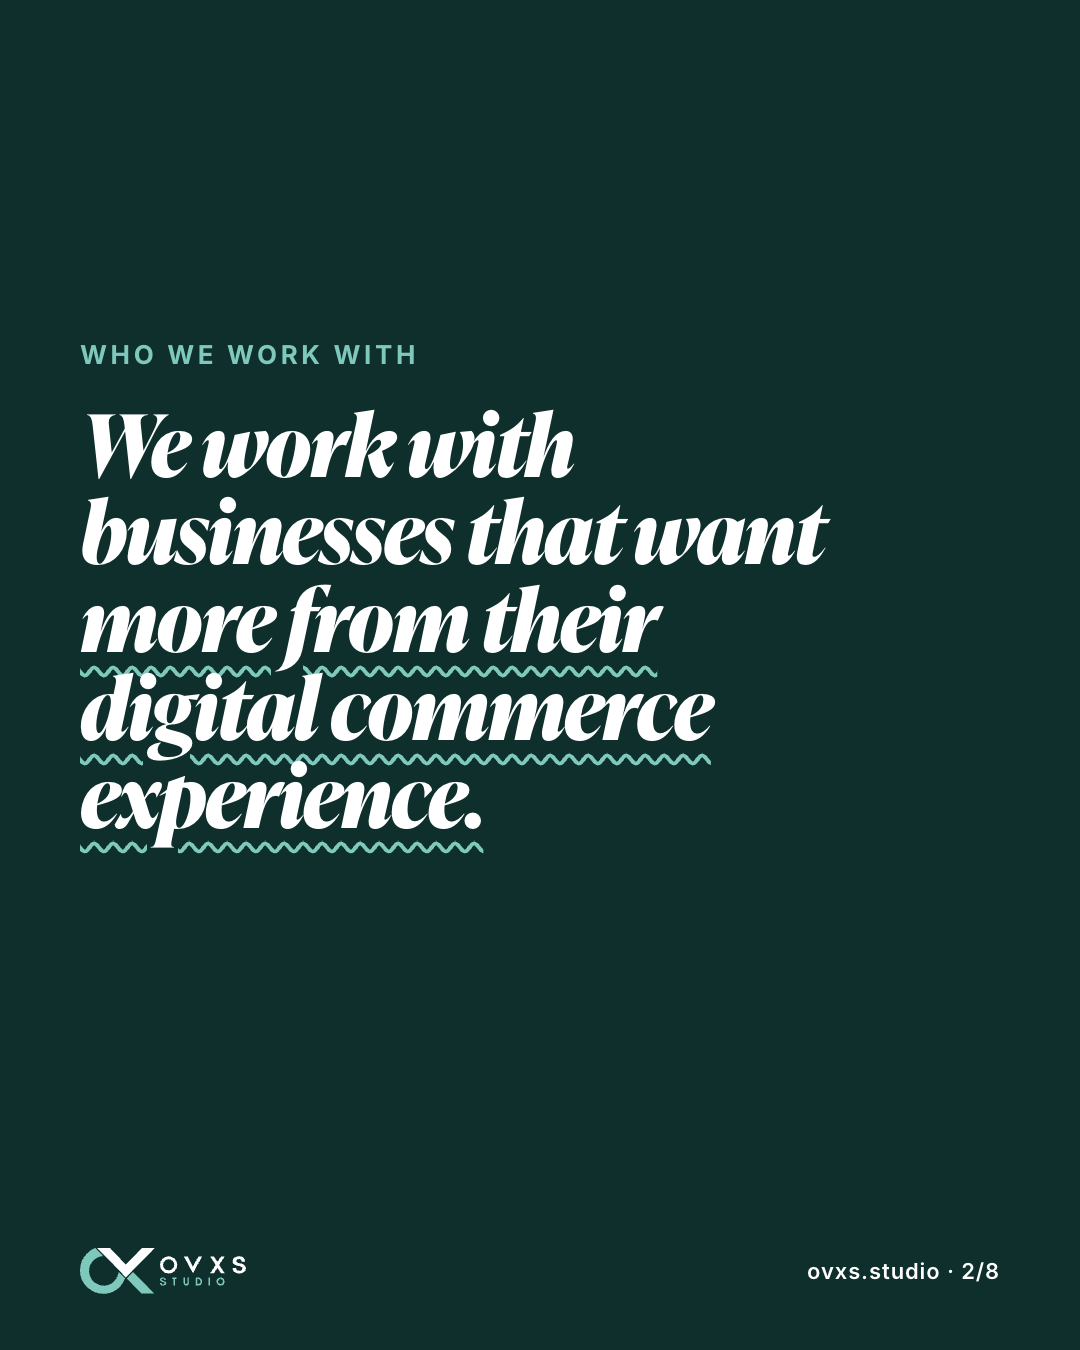 WHO WE WORK WITH
We work with
businesses that want
more from their
digital commerce
experience.
OVXS
STUDIO
ovxs.studio · 2/8